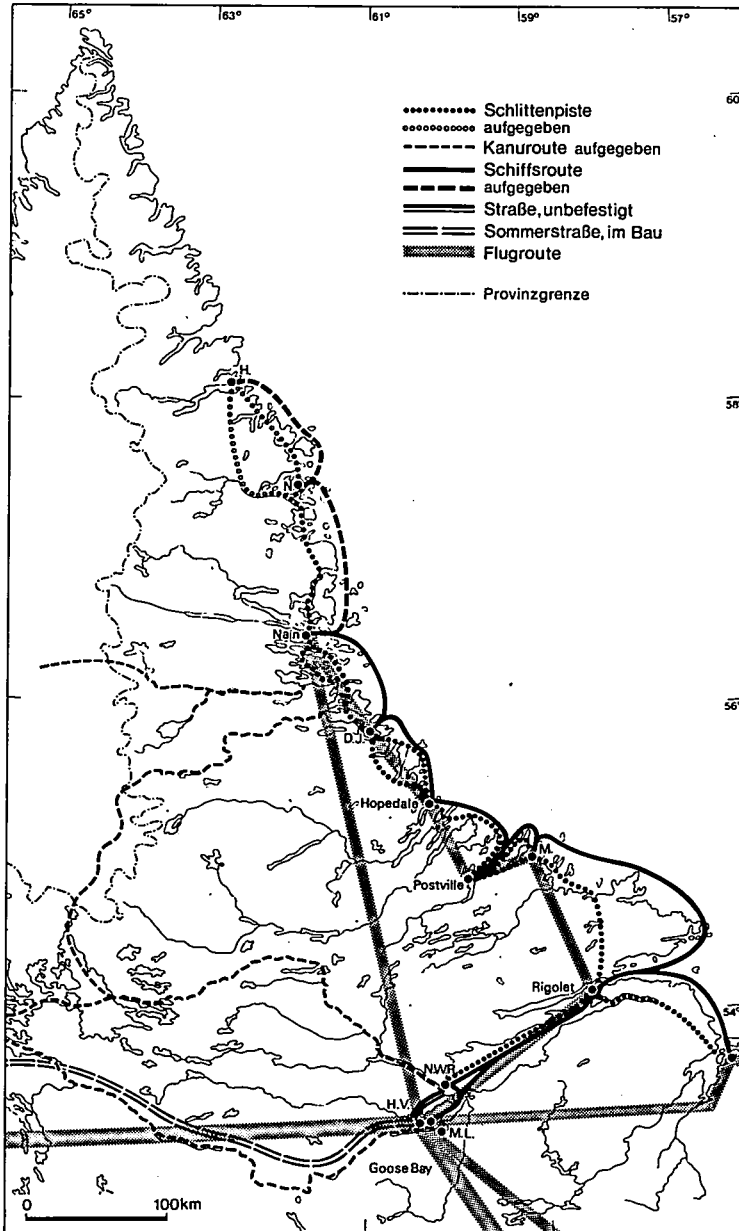 65°
63°
61°
59°
57°
60
Schlittenpiste
aufgegeben
Kanuroute aufgegeben
Schiffsroute
aufgegeben
Straße, unbefestigt
Sommerstraße, im Bau
Flugroute
Provinzgrenze
H.
58°
N.
Nain
56°
D.J.
Hopedale
M.
Postville
Rigolet
54°
N.W.R.
H.V.
M.L.
Goose Bay
0 100km